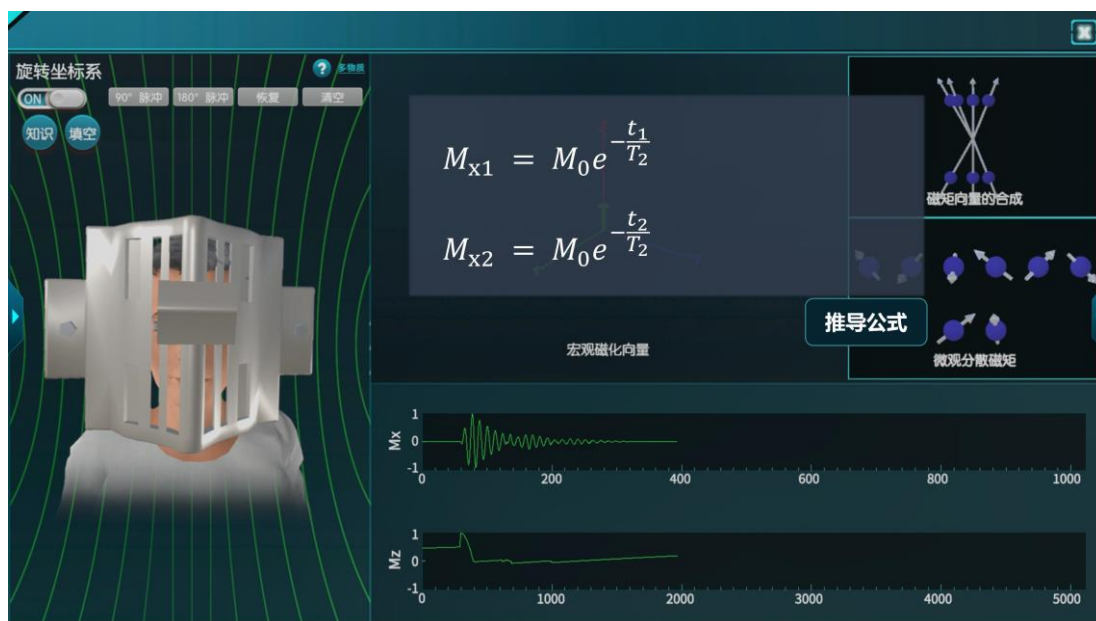 旋转坐标系
? 多物质
ON
90° 脉冲 180° 脉冲 恢复 清空
知识 填空
M_x1 = M_0 e^{-t_1/T_2}
M_x2 = M_0 e^{-t_2/T_2}
磁矩向量的合成
推导公式
宏观磁化向量
微观分散磁矩
Mx
1
0
-1
0 200 400 600 800 1000
Mz
1
0
-1
0 1000 2000 3000 4000 5000